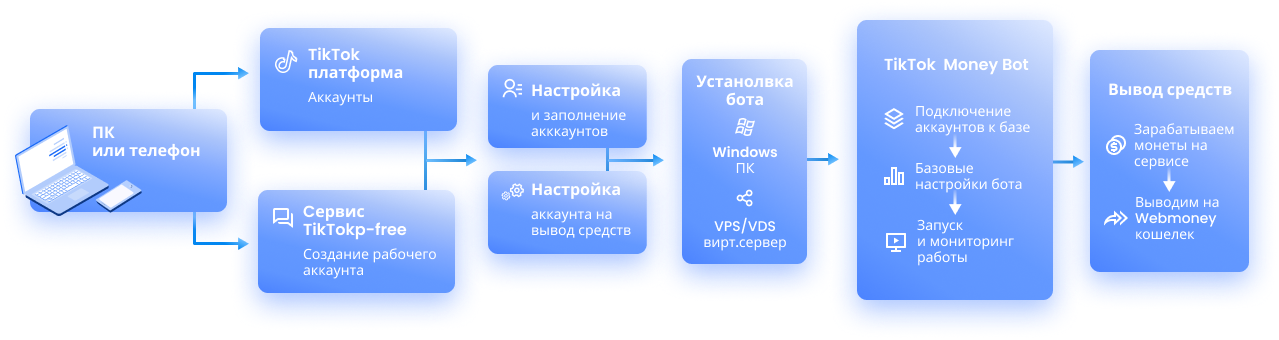 ПК
или телефон
TikTok
платформа
Аккаунты
Сервис
TikTokp-free
Создание рабочего
аккаунта
Настройка
и заполнение
акккаунтов
Настройка
аккаунта на
вывод средств
Устанолвка
бота
Windows
ПК
VPS/VDS
вирт.сервер
TikTok Money Bot
Подключение
аккаунтов к базе
Базовые
настройки бота
Запуск
и мониторинг
работы
Вывод средств
Зарабатываем
монеты на
сервисе
Выводим на
Webmoney
кошелек